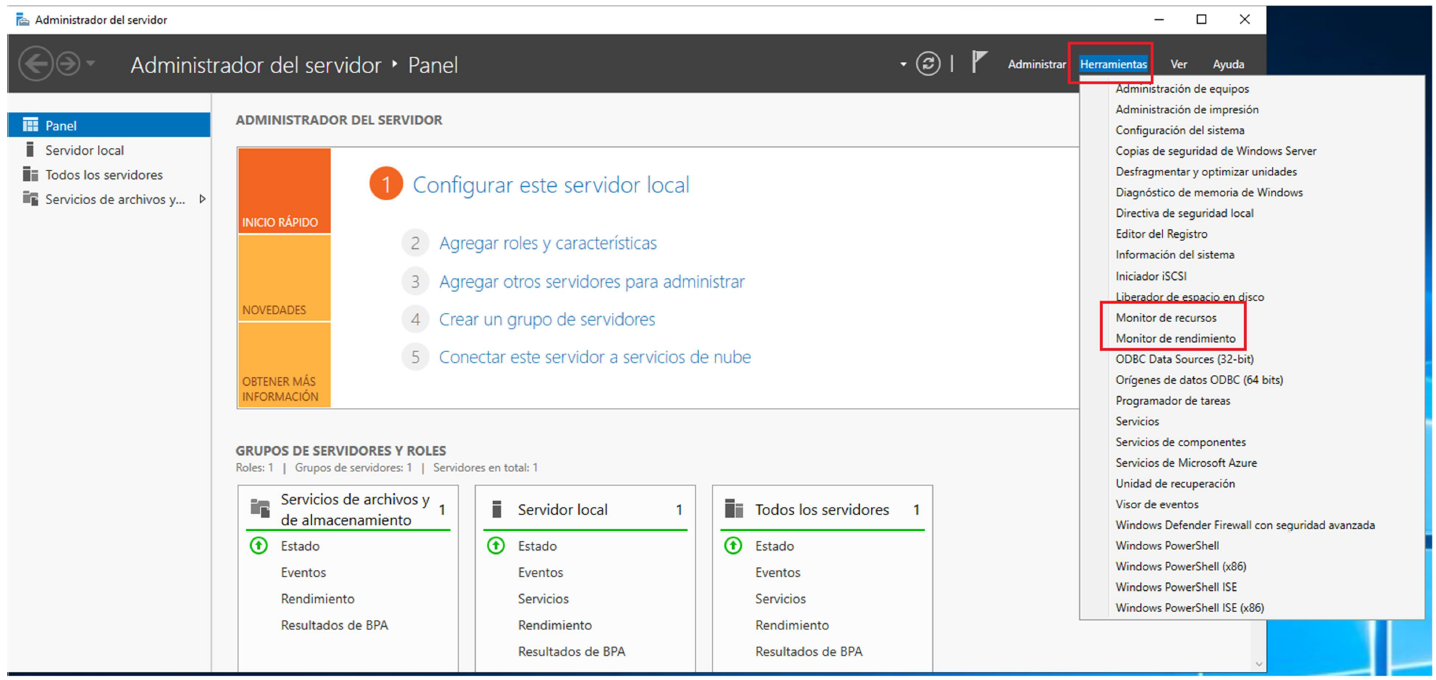 Administrador del servidor
Administrador del servidor • Panel
Administrar Herramientas Ver Ayuda
Panel
Servidor local
Todos los servidores
Servicios de archivos y...
ADMINISTRADOR DEL SERVIDOR
INICIO RÁPIDO
NOVEDADES
OBTENER MÁS
INFORMACIÓN
1 Configurar este servidor local
2 Agregar roles y características
3 Agregar otros servidores para administrar
4 Crear un grupo de servidores
5 Conectar este servidor a servicios de nube
GRUPOS DE SERVIDORES Y ROLES
Roles: 1 | Grupos de servidores: 1 | Servidores en total: 1
Servicios de archivos y
de almacenamiento 1
Estado
Eventos
Rendimiento
Resultados de BPA
Servidor local 1
Estado
Eventos
Servicios
Rendimiento
Resultados de BPA
Todos los servidores 1
Estado
Eventos
Servicios
Rendimiento
Resultados de BPA
Administración de equipos
Administración de impresión
Configuración del sistema
Copias de seguridad de Windows Server
Desfragmentar y optimizar unidades
Diagnóstico de memoria de Windows
Directiva de seguridad local
Editor del Registro
Información del sistema
Iniciador iSCSI
Liberador de espacio en disco
Monitor de recursos
Monitor de rendimiento
ODBC Data Sources (32-bit)
Orígenes de datos ODBC (64 bits)
Programador de tareas
Servicios
Servicios de componentes
Servicios de Microsoft Azure
Unidad de recuperación
Visor de eventos
Windows Defender Firewall con seguridad avanzada
Windows PowerShell
Windows PowerShell (x86)
Windows PowerShell ISE
Windows PowerShell ISE (x86)